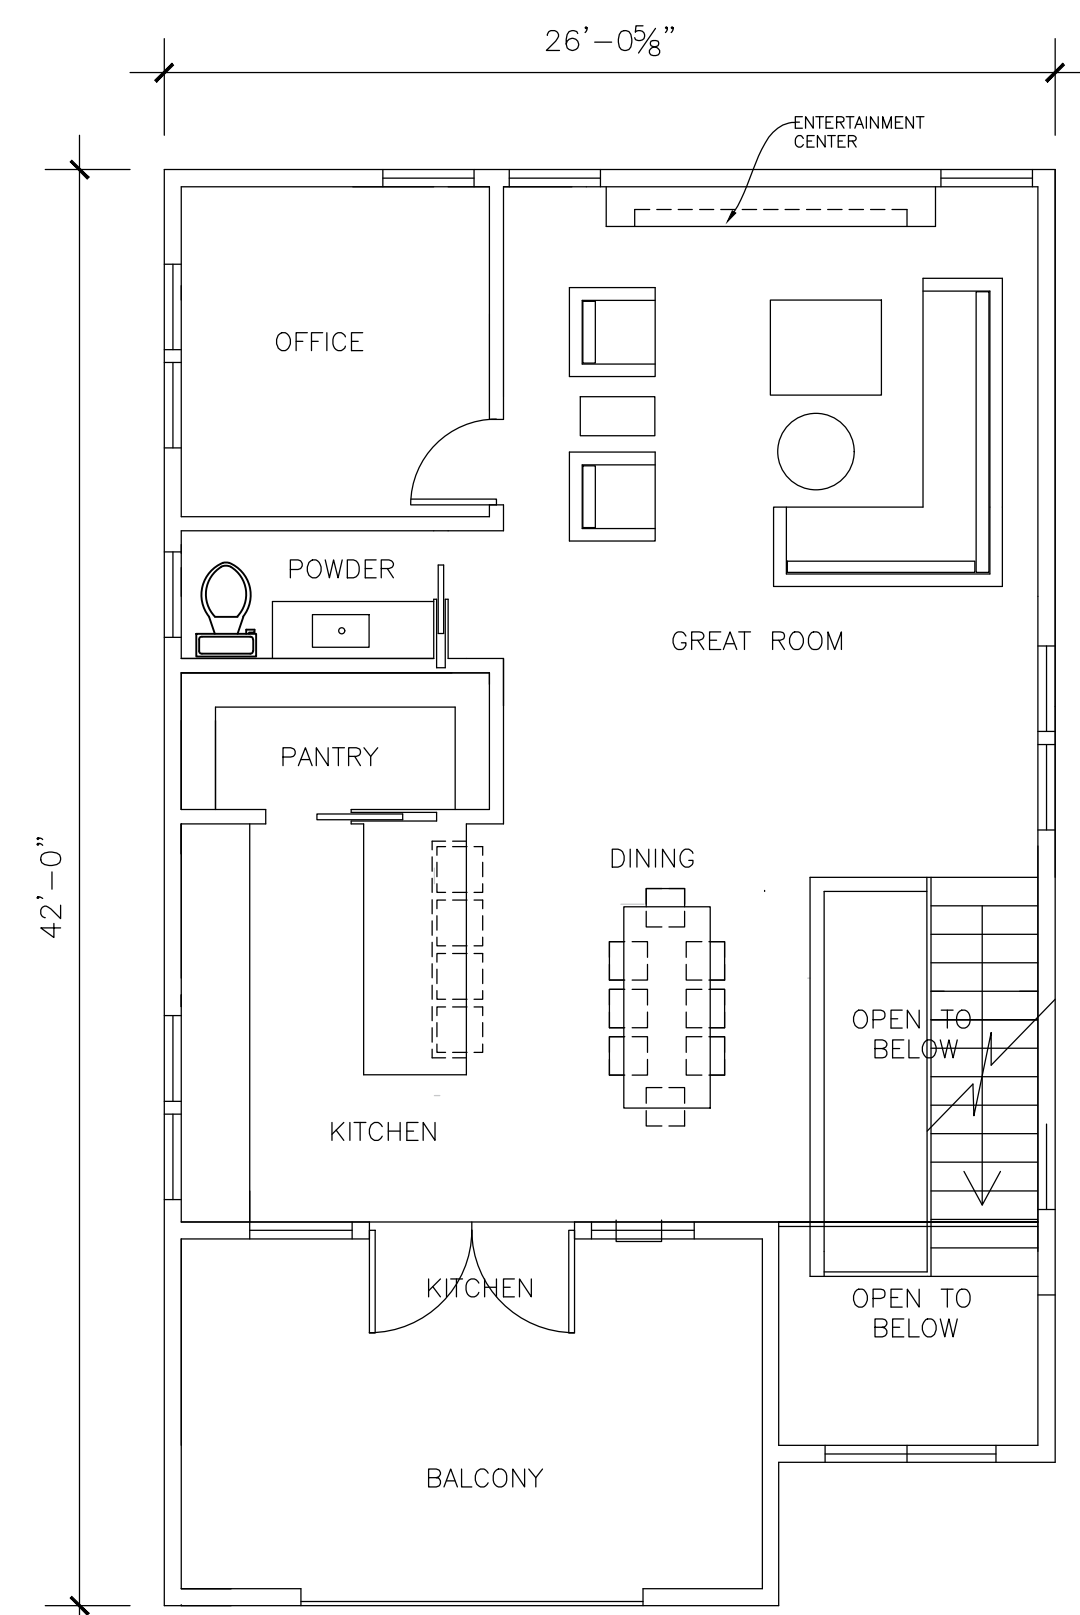 26'-0⅝"
ENTERTAINMENT
CENTER
OFFICE
POWDER
GREAT ROOM
PANTRY
42'-0"
DINING
OPEN TO
BELOW
KITCHEN
KITCHEN
OPEN TO
BELOW
BALCONY